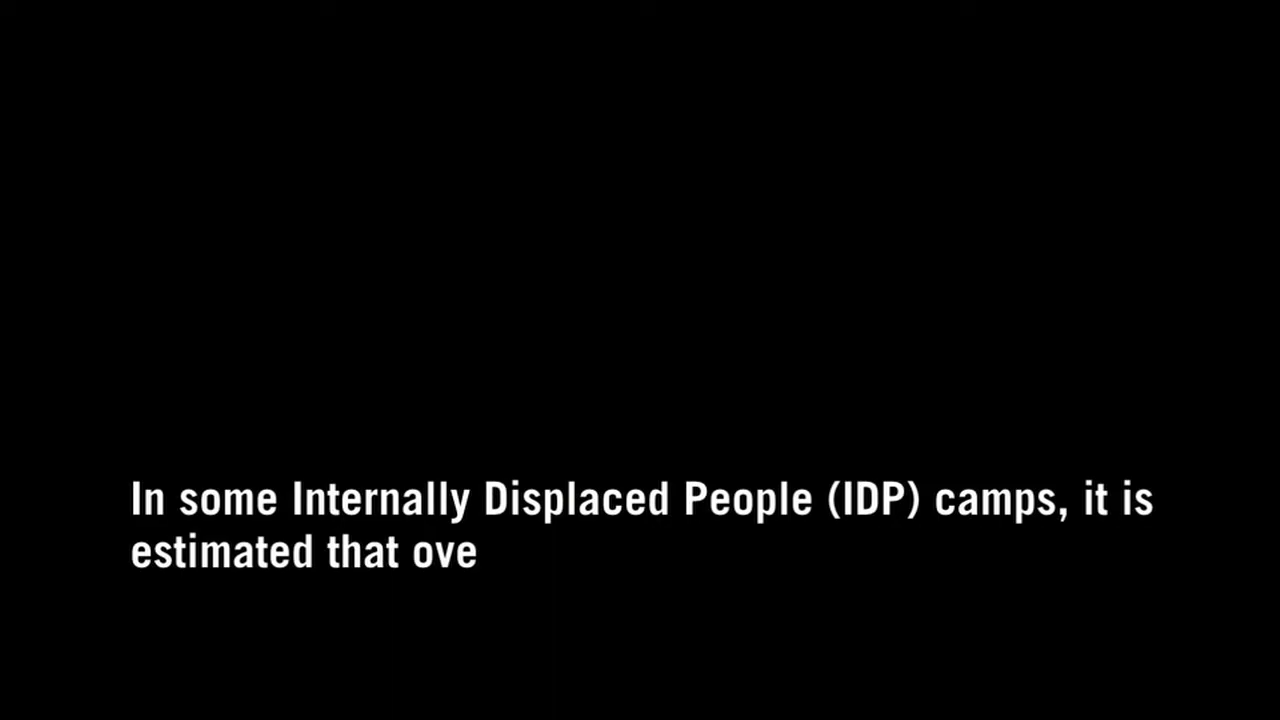 In some Internally Displaced People (IDP) camps, it is
estimated that ove